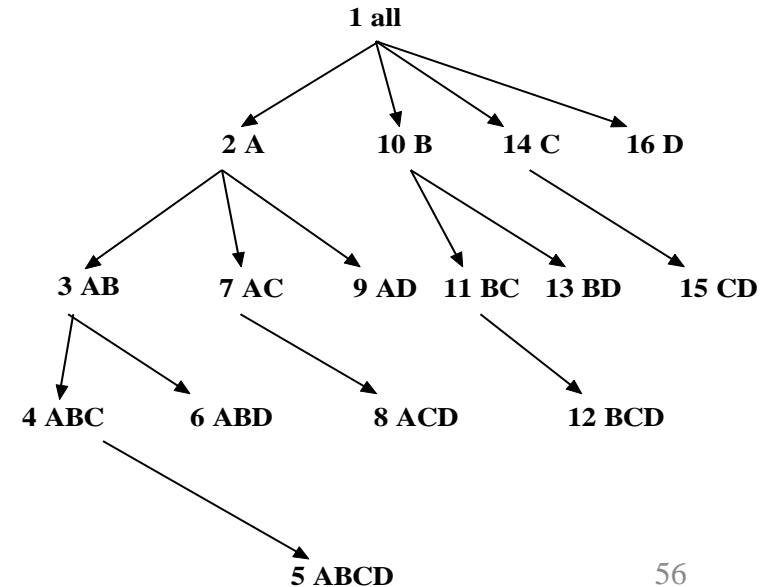 1 all
2 A
10 B
14 C
16 D
3 AB
7 AC
9 AD
11 BC
13 BD
15 CD
4 ABC
6 ABD
8 ACD
12 BCD
5 ABCD
56